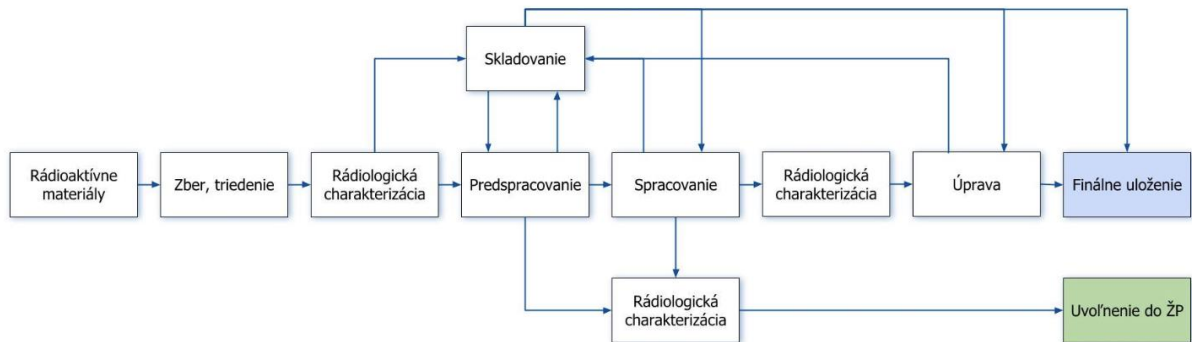 Skladovanie
Rádioaktívne
materiály
Zber, triedenie
Rádiologická
charakterizácia
Predspracovanie
Spracovanie
Rádiologická
charakterizácia
Úprava
Finálne uloženie
Rádiologická
charakterizácia
Uvoľnenie do ŽP